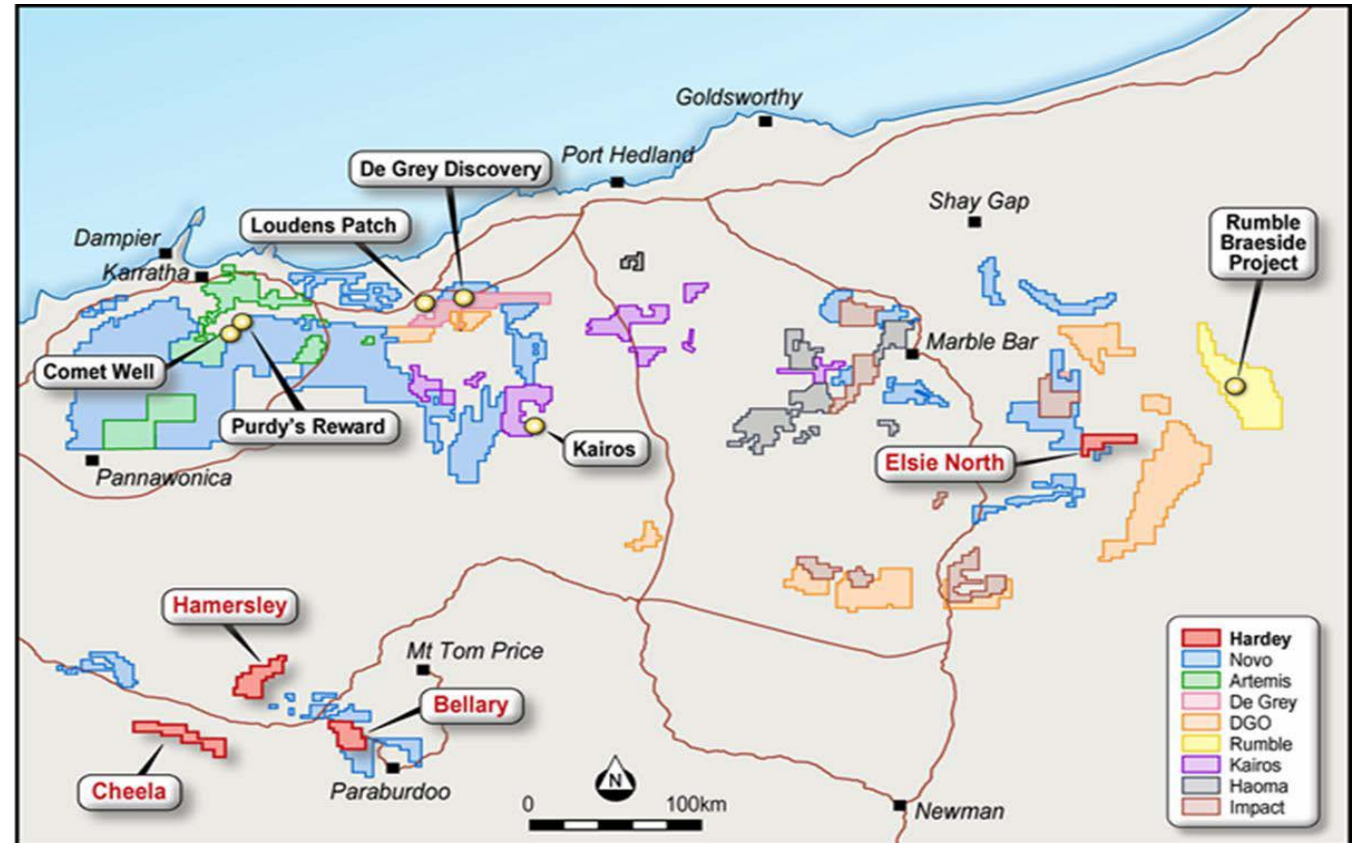 Goldsworthy
Port Hedland
De Grey Discovery
Shay Gap
Loudens Patch
Rumble
Braeside
Project
Dampier
Karratha
Marble Bar
Comet Well
Purdy's Reward
Kairos
Elsie North
Pannawonica
Hamersley
Mt Tom Price
Bellary
Cheela
Paraburdoo
N
0 100km
Newman
Hardey
Novo
Artemis
De Grey
DGO
Rumble
Kairos
Haoma
Impact